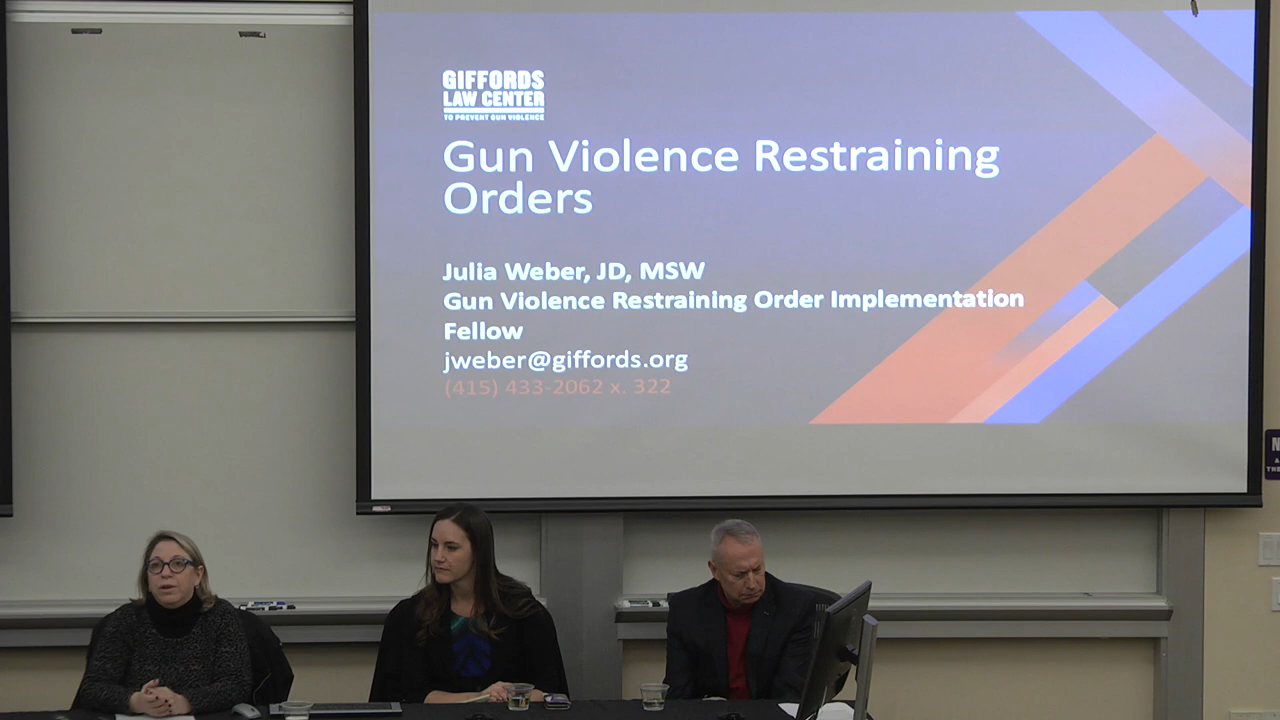 GIFFORDS
LAW CENTER
TO PREVENT GUN VIOLENCE
Gun Violence Restraining
Orders
Julia Weber, JD, MSW
Gun Violence Restraining Order Implementation
Fellow
jweber@giffords.org
(415) 433-2062 x. 322